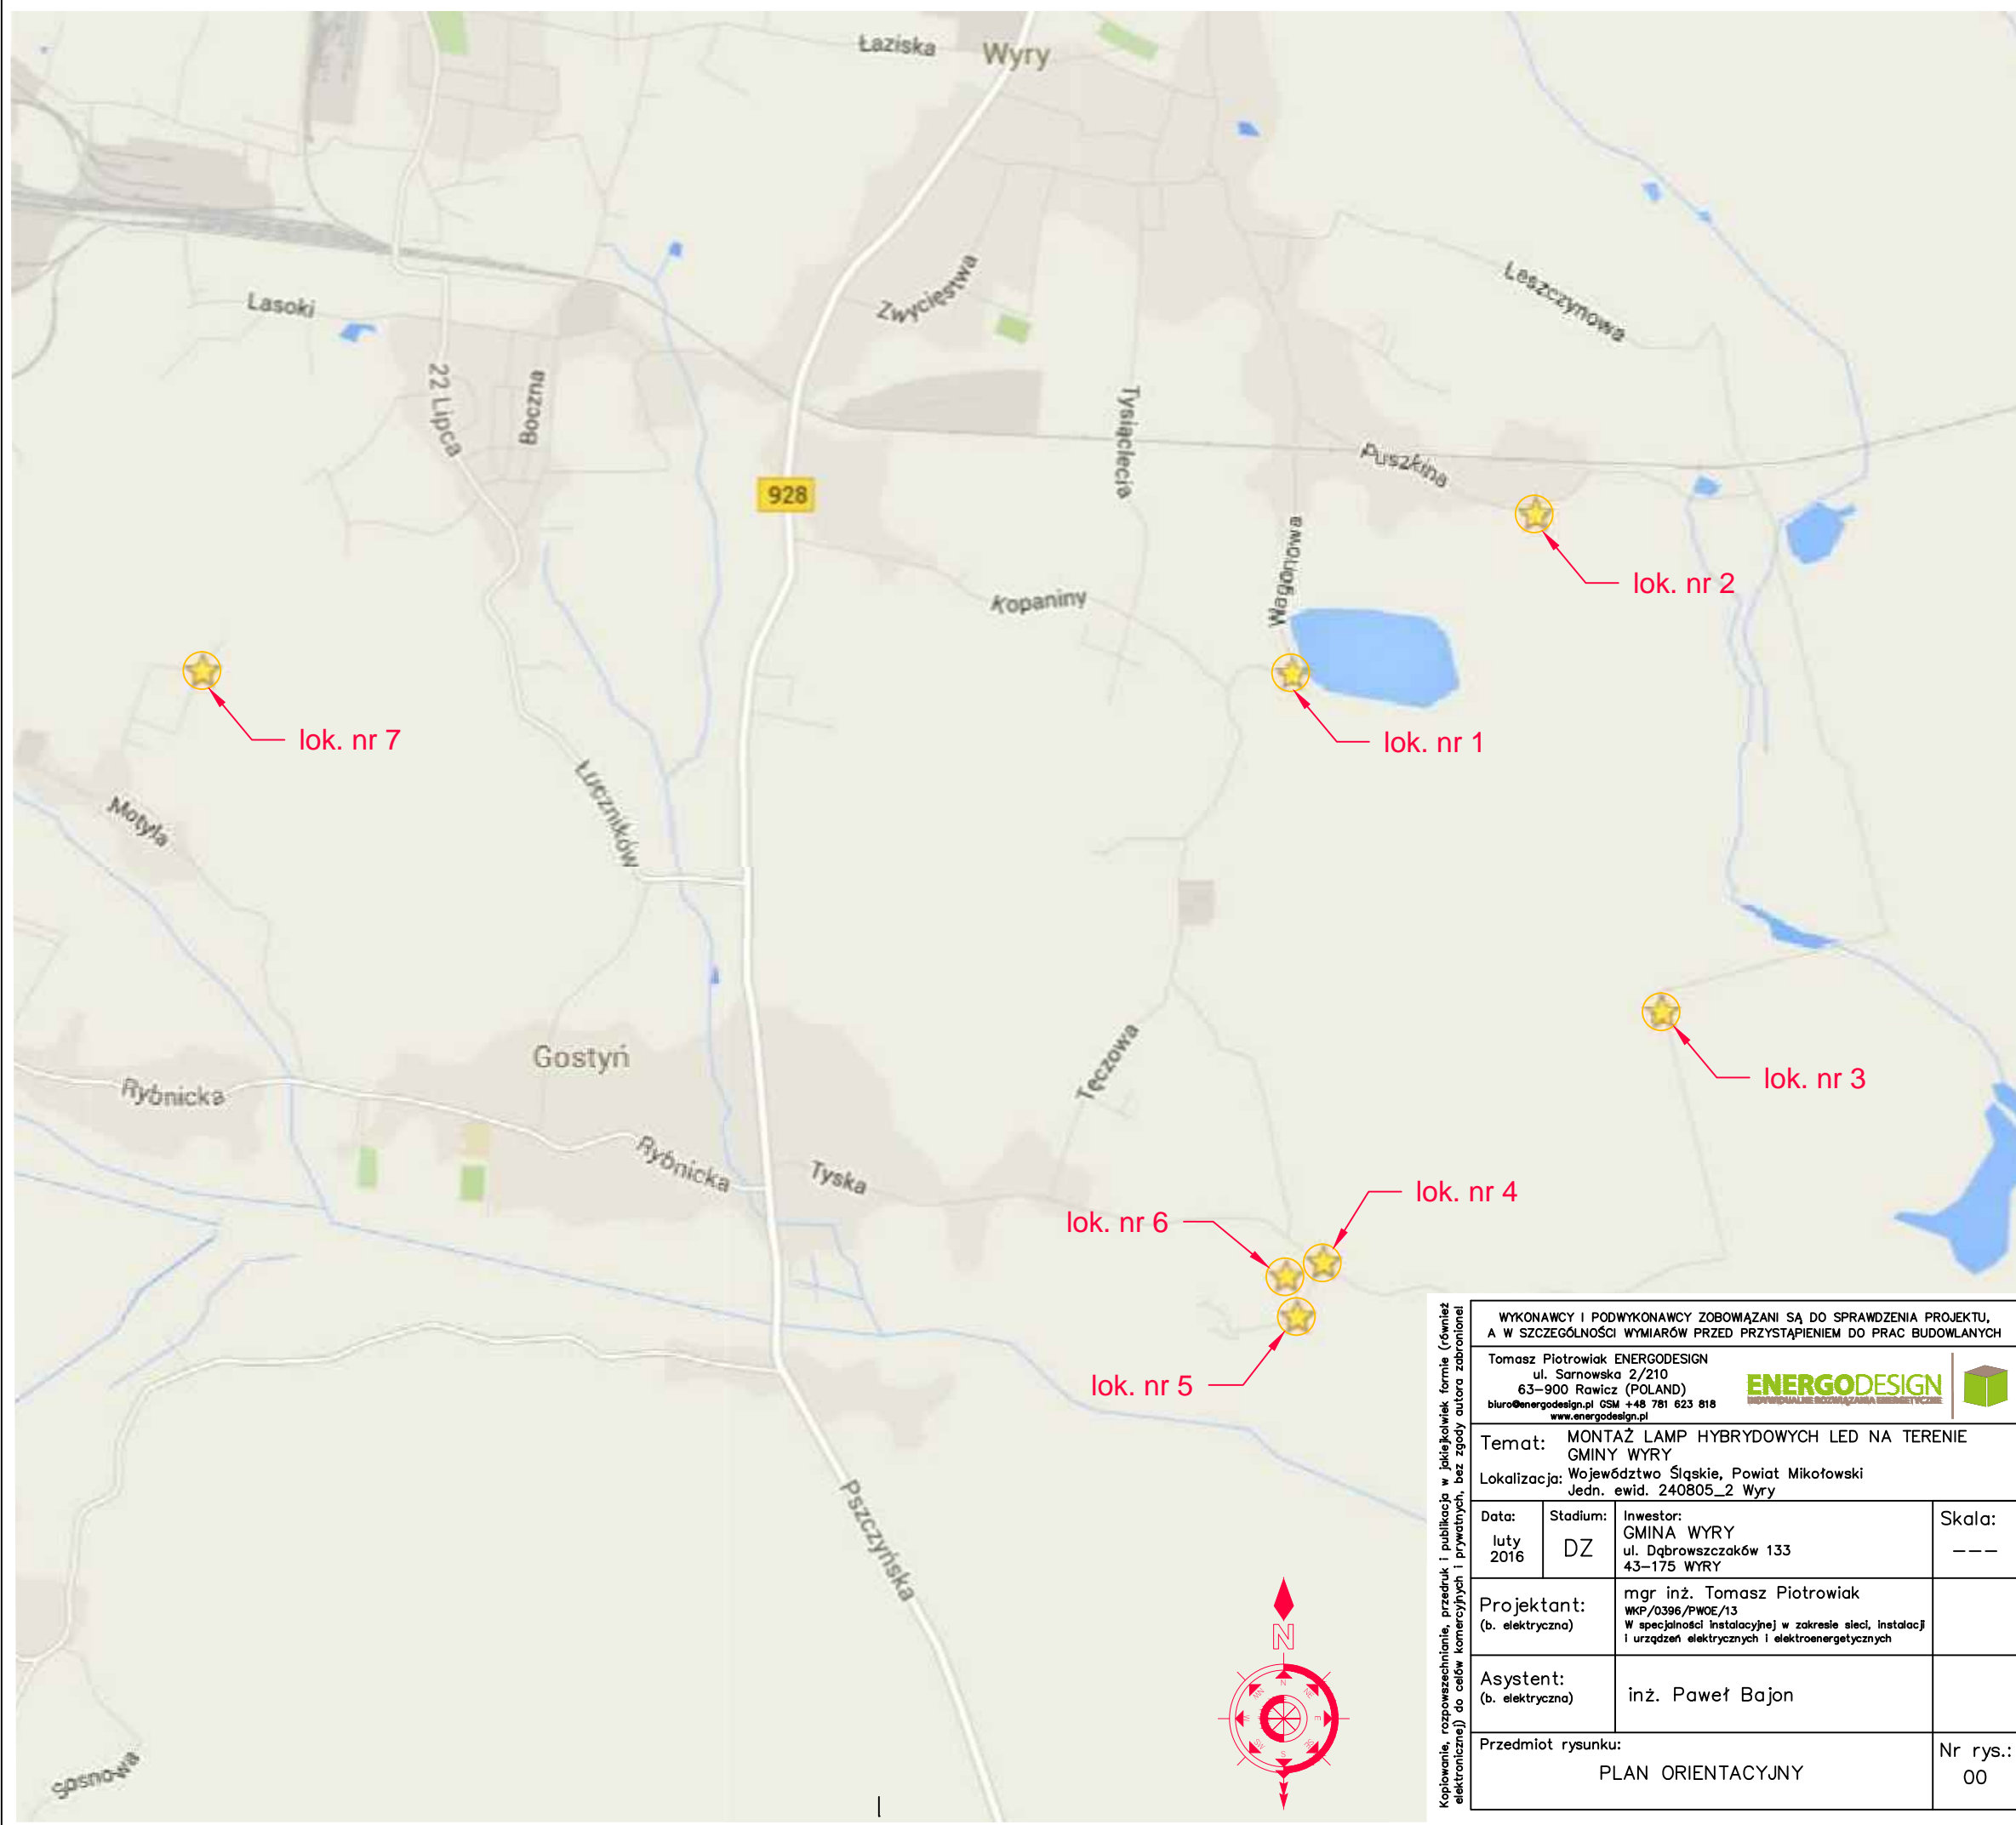 Łaziska
Wyry
Lasoki
Zwycięstwa
Leszczynowa
22 Lipca
Boczna
Tysiąclecia
Puszkina
928
Wagonowa
lok. nr 2
Kopaniny
lok. nr 7
lok. nr 1
Motyla
Łuczników
Gostyń
Tęczowa
lok. nr 3
Rybnicka
Rybnicka
Tyska
lok. nr 4
lok. nr 6
lok. nr 5
Pszczyńska
Sosnowa
N
N
NE
E
SE
S
SW
W
NW
Kopiowanie, rozpowszechnianie, przedruk i publikacja w jakiejkolwiek formie (również
elektronicznej) do celów komercyjnych i prywatnych, bez zgody autora zabronione!
WYKONAWCY I PODWYKONAWCY ZOBOWIĄZANI SĄ DO SPRAWDZENIA PROJEKTU,
A W SZCZEGÓLNOŚCI WYMIARÓW PRZED PRZYSTĄPIENIEM DO PRAC BUDOWLANYCH
Tomasz Piotrowiak ENERGODESIGN
ul. Sarnowska 2/210
63-900 Rawicz (POLAND)
biuro@energodesign.pl GSM +48 781 623 818
www.energodesign.pl
ENERGODESIGN
INDYWIDUALNE ROZWIĄZANIA ENERGETYCZNE
Temat: MONTAŻ LAMP HYBRYDOWYCH LED NA TERENIE
GMINY WYRY
Lokalizacja: Województwo Śląskie, Powiat Mikołowski
Jedn. ewid. 240805_2 Wyry
Data:
luty
2016
Stadium:
DZ
Inwestor:
GMINA WYRY
ul. Dąbrowszczaków 133
43-175 WYRY
Skala:
---
Projektant:
(b. elektryczna)
mgr inż. Tomasz Piotrowiak
WKP/0396/PWOE/13
W specjalności instalacyjnej w zakresie sieci, instalacji
i urządzeń elektrycznych i elektroenergetycznych
Asystent:
(b. elektryczna)
inż. Paweł Bajon
Przedmiot rysunku:
PLAN ORIENTACYJNY
Nr rys.:
00